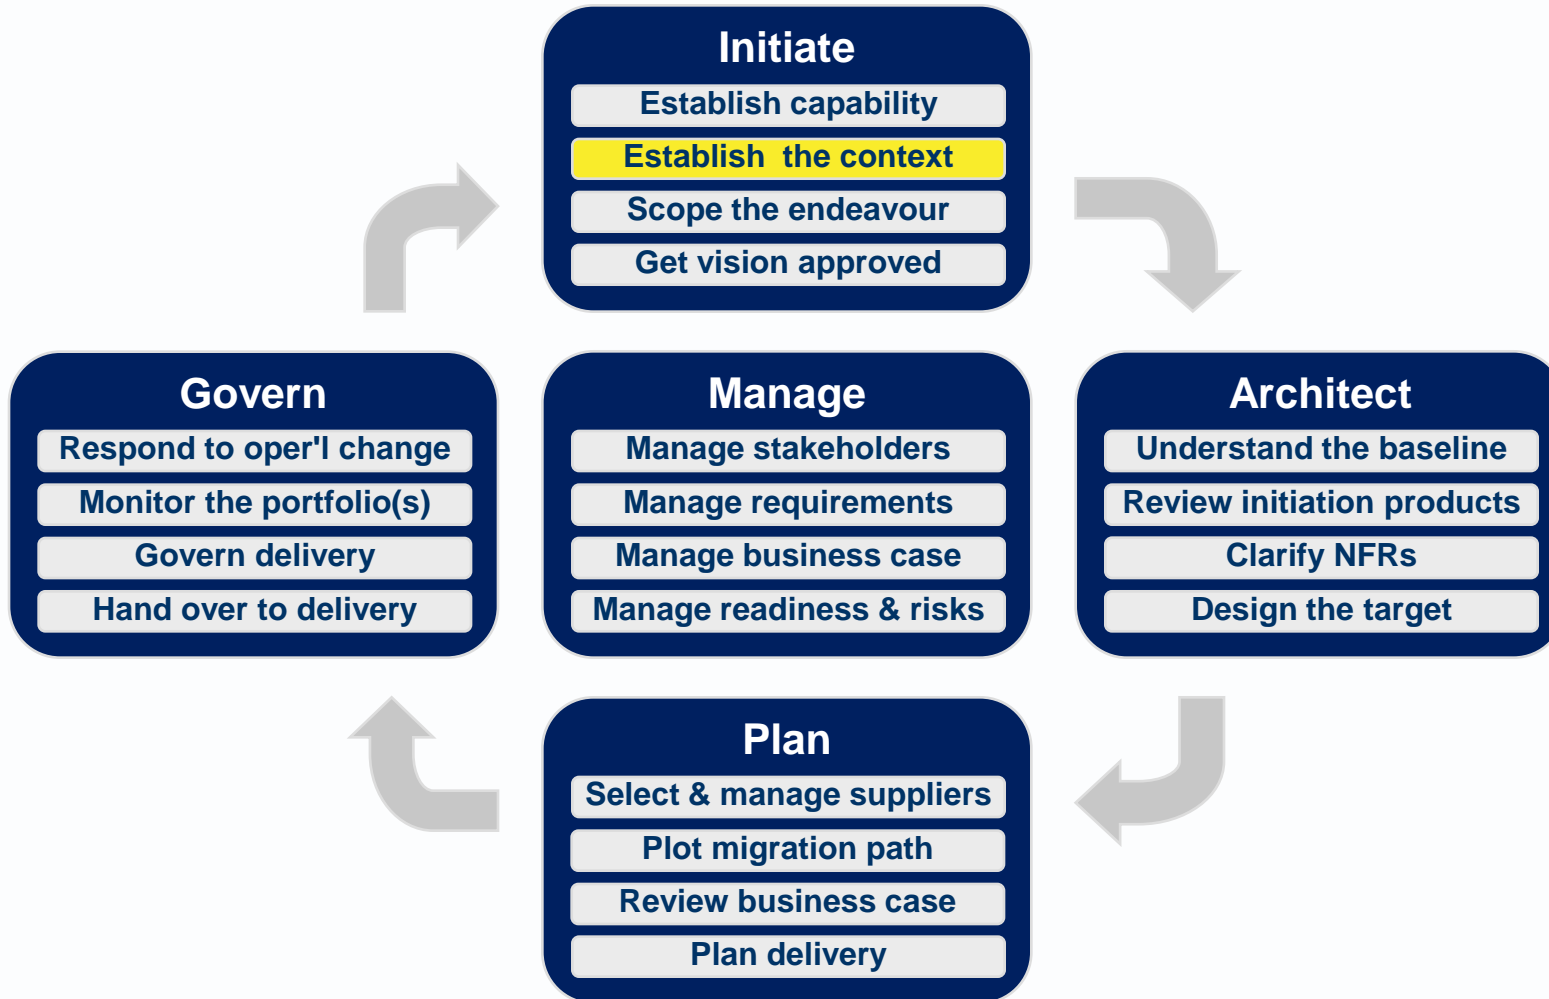 Initiate
Establish capability
Establish  the context
Scope the endeavour
Get vision approved
Govern
Respond to oper'l change
Monitor the portfolio(s)
Govern delivery
Hand over to delivery
Manage
Manage stakeholders
Manage requirements
Manage business case
Manage readiness & risks
Architect
Understand the baseline
Review initiation products
Clarify NFRs
Design the target
Plan
Select & manage suppliers
Plot migration path
Review business case
Plan delivery